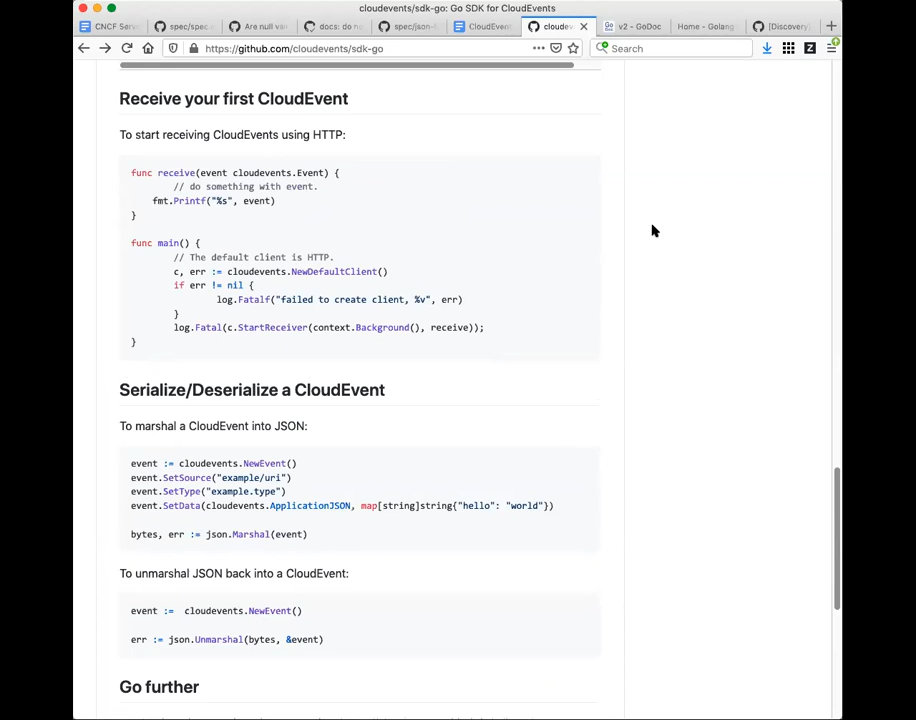 cloudevents/sdk-go: Go SDK for CloudEvents
CNCF Serv
spec/spec.
Are null va
docs: do n
spec/json-f
CloudEvent
cloudev
v2 - GoDoc
Home - Golang
[Discovery]
https://github.com/cloudevents/sdk-go
Search
Receive your first CloudEvent
To start receiving CloudEvents using HTTP:
func receive(event cloudevents.Event) {
// do something with event.
fmt.Printf("%s", event)
}
func main() {
// The default client is HTTP.
c, err := cloudevents.NewDefaultClient()
if err != nil {
log.Fatalf("failed to create client, %v", err)
}
log.Fatal(c.StartReceiver(context.Background(), receive));
}
Serialize/Deserialize a CloudEvent
To marshal a CloudEvent into JSON:
event := cloudevents.NewEvent()
event.SetSource("example/uri")
event.SetType("example.type")
event.SetData(cloudevents.ApplicationJSON, map[string]string{"hello": "world"})
bytes, err := json.Marshal(event)
To unmarshal JSON back into a CloudEvent:
event :=  cloudevents.NewEvent()
err := json.Unmarshal(bytes, &event)
Go further